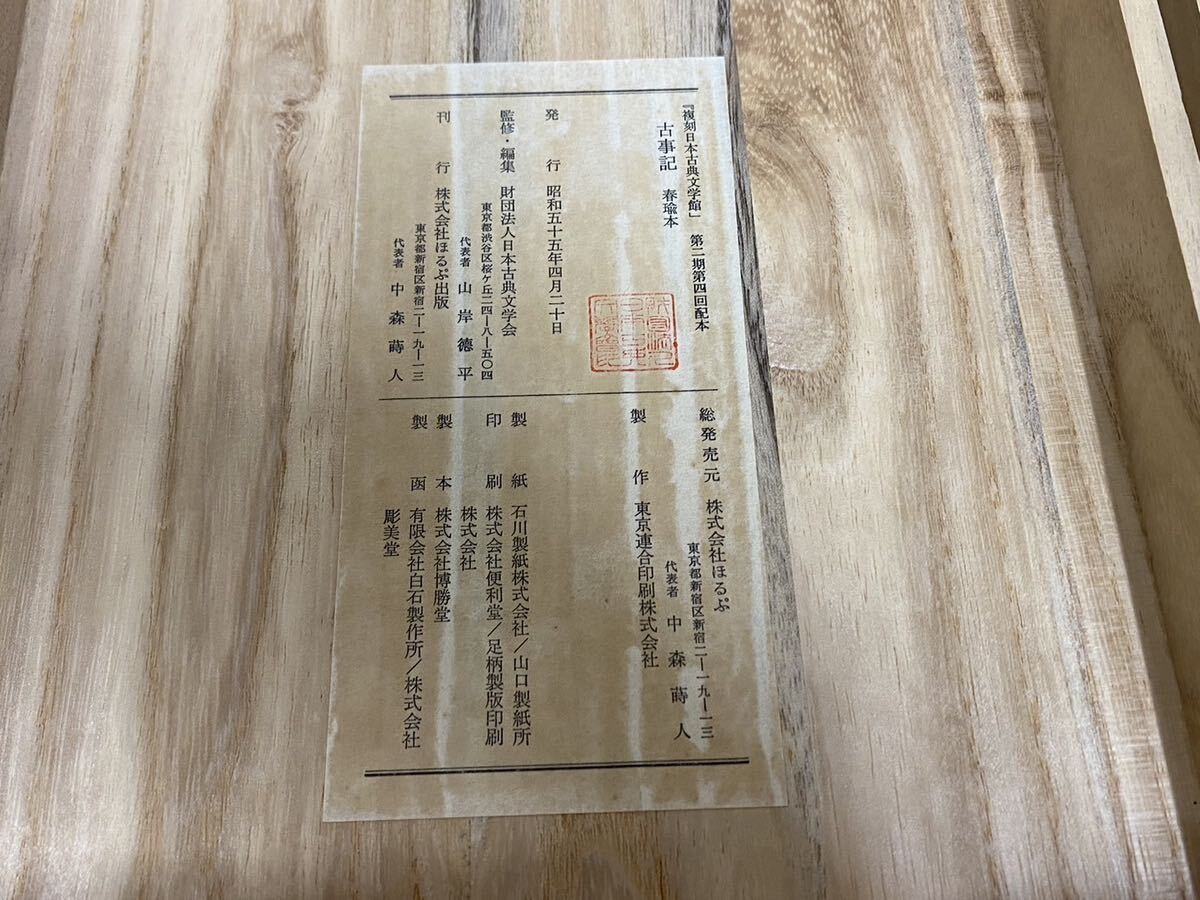 『複刻日本古典文学館』 第二期第四回配本
古事記 春瑜本
発行 昭和五十五年四月二十日
監修・編集 財団法人日本古典文学会
東京都渋谷区桜ケ丘二四ー八ー五〇四
代表者 山岸徳平
刊行 株式会社ほるぷ出版
東京都新宿区新宿二ー一九ー一三
代表者 中森蒔人
総発売元 株式会社ほるぷ
東京都新宿区新宿二ー一九ー一三
代表者 中森蒔人
製作 東京連合印刷株式会社
製紙 石川製紙株式会社/山口製紙所
印刷 株式会社便利堂/足柄製版印刷
株式会社
製本 株式会社博勝堂
製函 有限会社白石製作所/株式会社
彫美堂